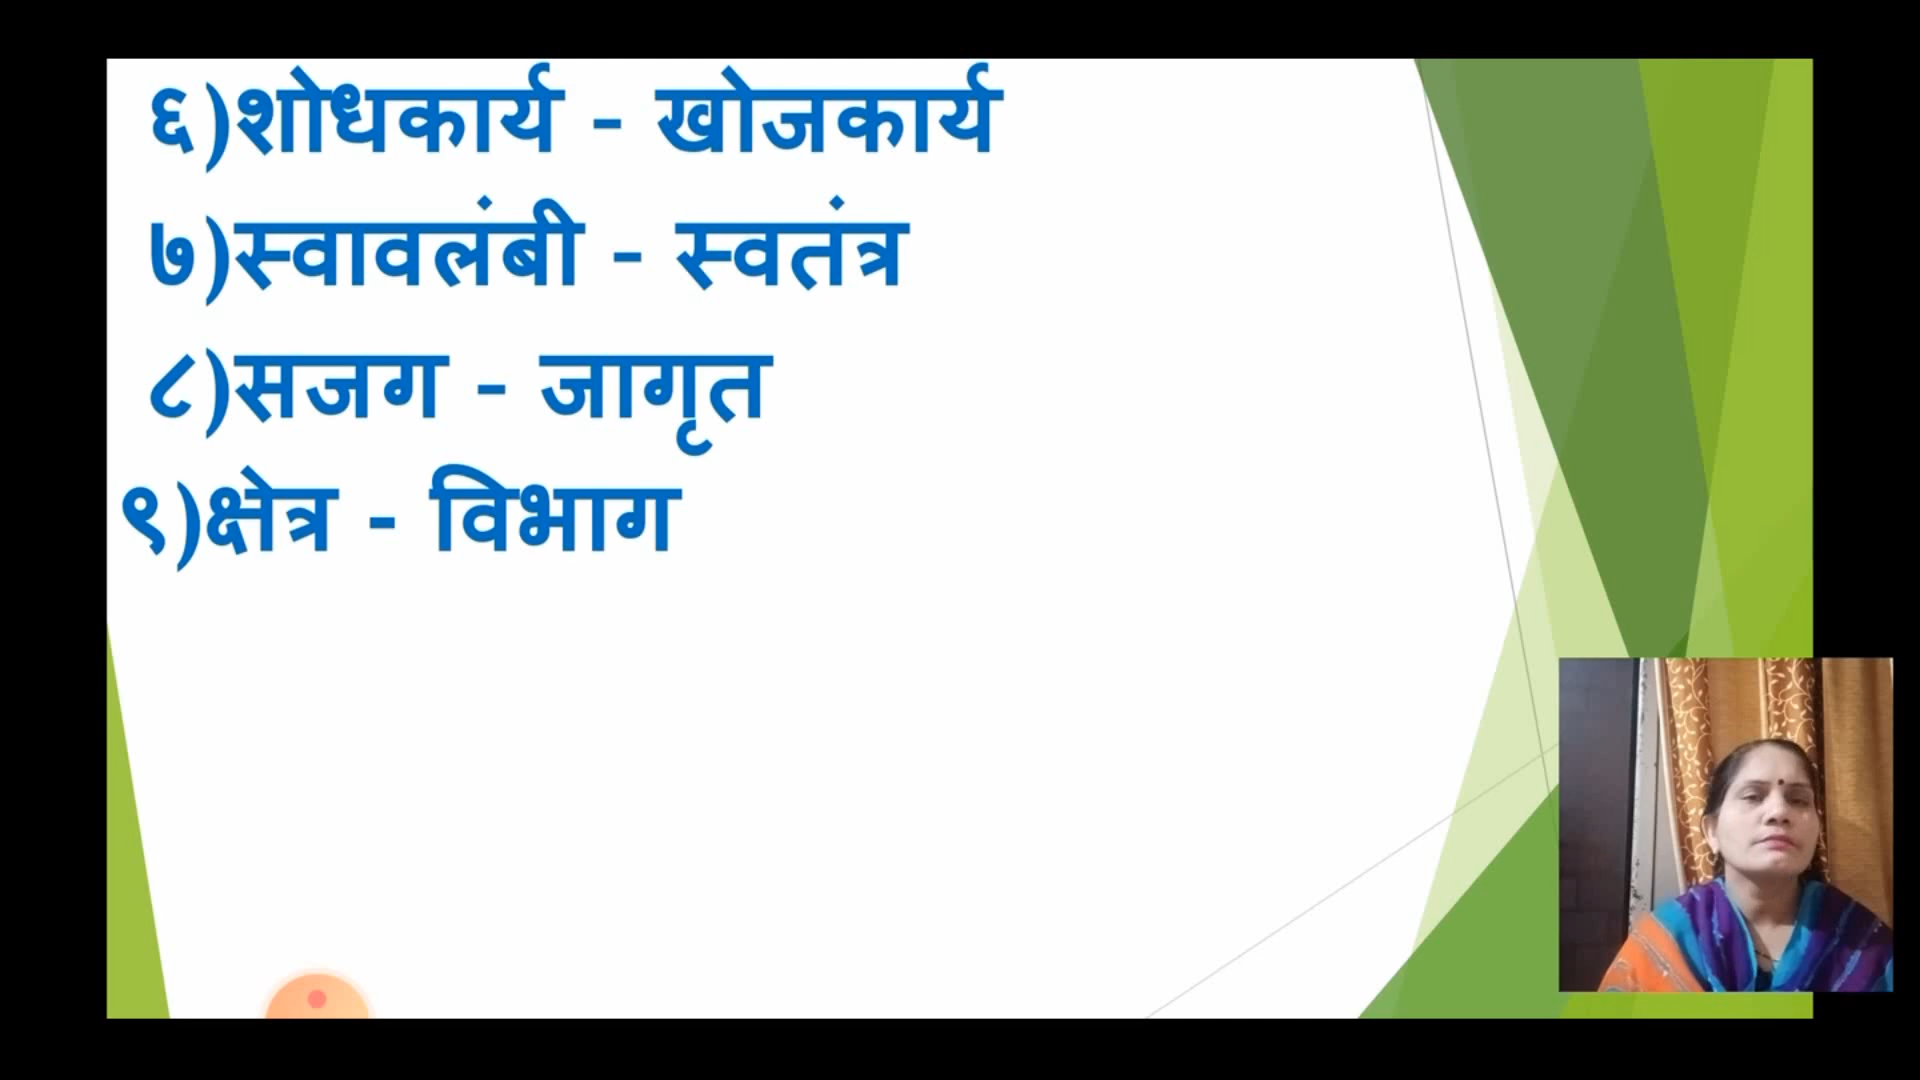 ६)शोधकार्य - खोजकार्य
७)स्वावलंबी - स्वतंत्र
८)सजग - जागृत
९)क्षेत्र - विभाग